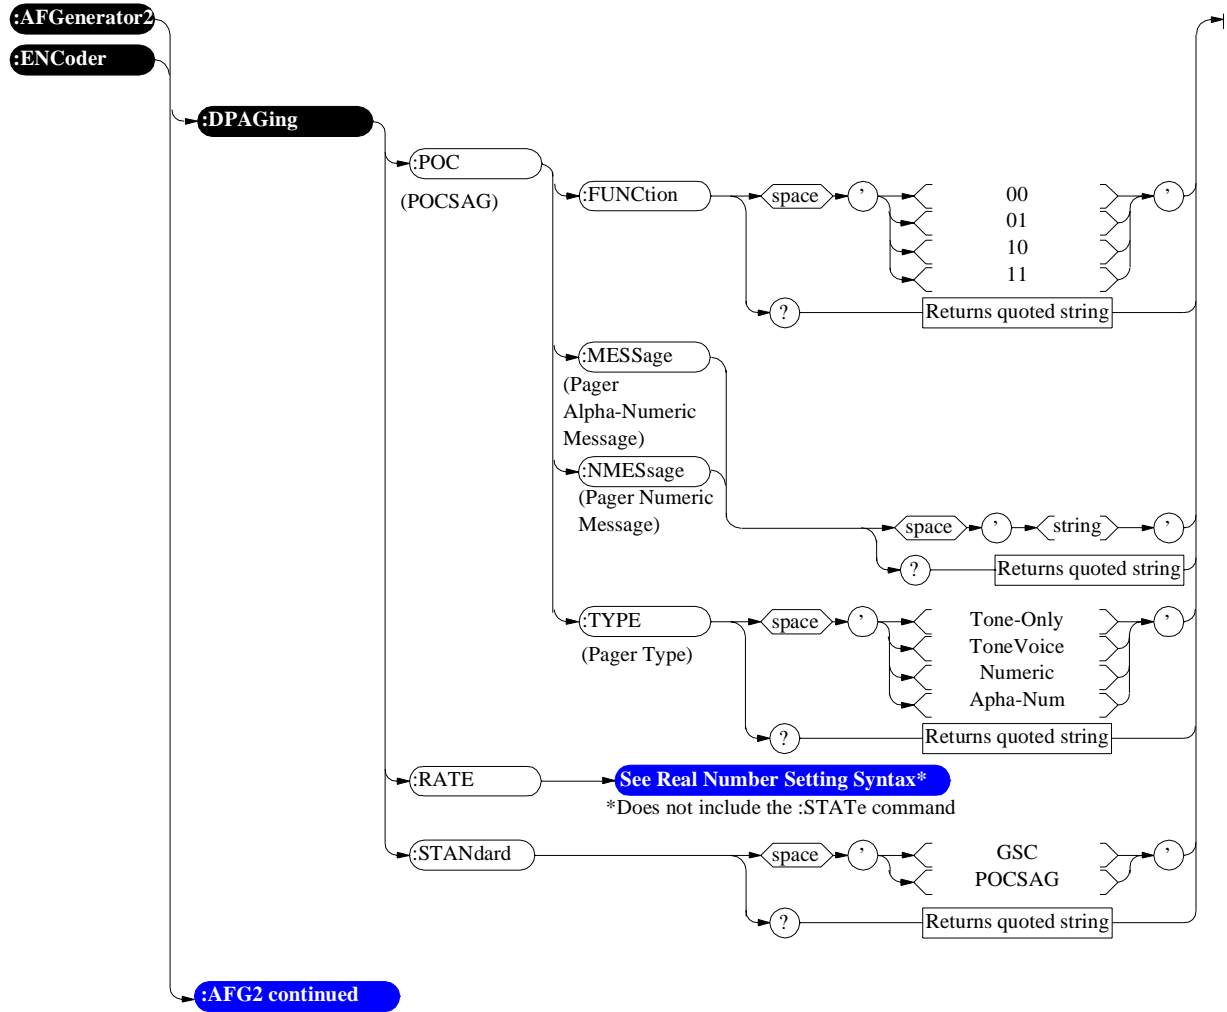 :AFGenerator2
:ENCoder
:DPAGing
:POC
(POCSAG)
:FUNCtion
space
’
00
01
10
11
’
?
Returns quoted string
:MESSage
(Pager
Alpha-Numeric
Message)
:NMESsage
(Pager Numeric
Message)
space
’
string
’
?
Returns quoted string
:TYPE
(Pager Type)
space
’
Tone-Only
ToneVoice
Numeric
Apha-Num
’
?
Returns quoted string
:RATE
See Real Number Setting Syntax*
*Does not include the :STATe command
:STANdard
space
’
GSC
POCSAG
’
?
Returns quoted string
:AFG2 continued